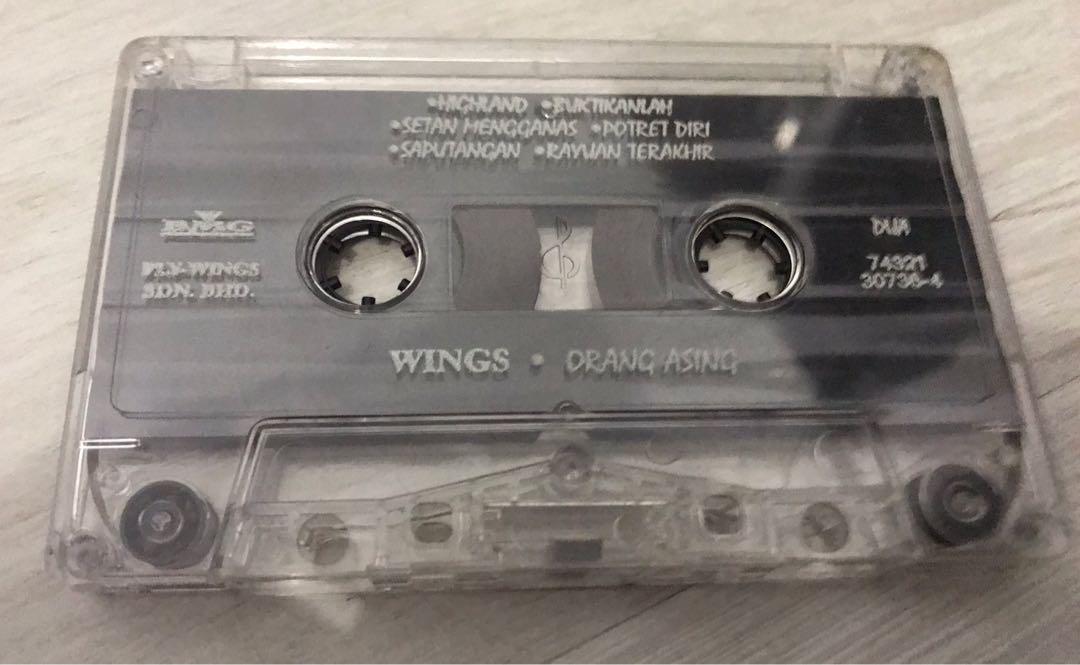 •HIGHLAND •BUKTIKANLAH
•SETAN MENGGANAS •POTRET DIRI
•SAPUTANGAN •RAYUAN TERAKHIR
BMG
FLY-WINGS
SDN. BHD.
DUA
74321
30736-4
WINGS • ORANG ASING